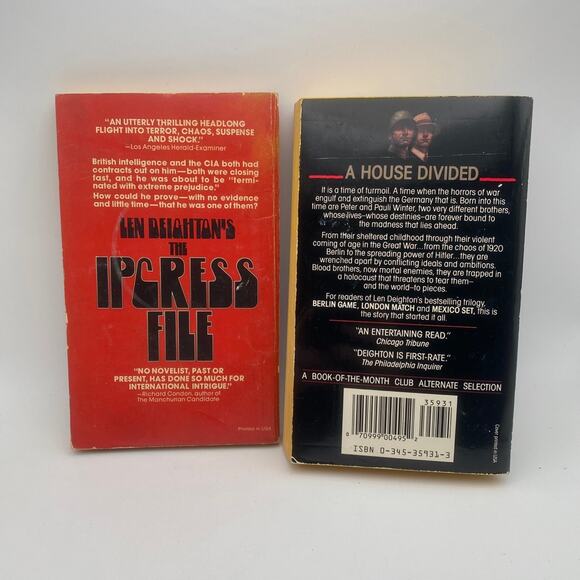 "AN UTTERLY THRILLING HEADLONG
FLIGHT INTO TERROR, CHAOS, SUSPENSE
AND SHOCK."
—Los Angeles Herald-Examiner
British intelligence and the CIA both had
contracts out on him—both were closing
fast, and he was about to be "termi-
nated with extreme prejudice."
How could he prove—with no evidence
and little time—that he was one of them?
LEN DEIGHTON'S
THE
IPCRESS
FILE
"NO NOVELIST, PAST OR
PRESENT, HAS DONE SO MUCH FOR
INTERNATIONAL INTRIGUE."
—Richard Condon, author of
The Manchurian Candidate
Printed in USA
A HOUSE DIVIDED
It is a time of turmoil. A time when the horrors of war
engulf and extinguish the Germany that is. Born into this
time are Peter and Pauli Winter, two very different brothers,
whose lives–whose destinies–are forever bound to
the madness that lies ahead.
From their sheltered childhood through their violent
coming of age in the Great War...from the chaos of 1920
Berlin to the spreading power of Hitler...they are
wrenched apart by conflicting ideals and ambitions.
Blood brothers, now mortal enemies, they are trapped in
a holocaust that threatens to tear them–
and the world–to pieces.
For readers of Len Deighton's bestselling trilogy,
BERLIN GAME, LONDON MATCH and MEXICO SET, this is
the story that started it all.
"AN ENTERTAINING READ."
Chicago Tribune
"DEIGHTON IS FIRST-RATE."
The Philadelphia Inquirer
A BOOK-OF-THE-MONTH CLUB ALTERNATE SELECTION
35931
0 70999 00495 2
ISBN 0-345-35931-3
Cover printed in USA